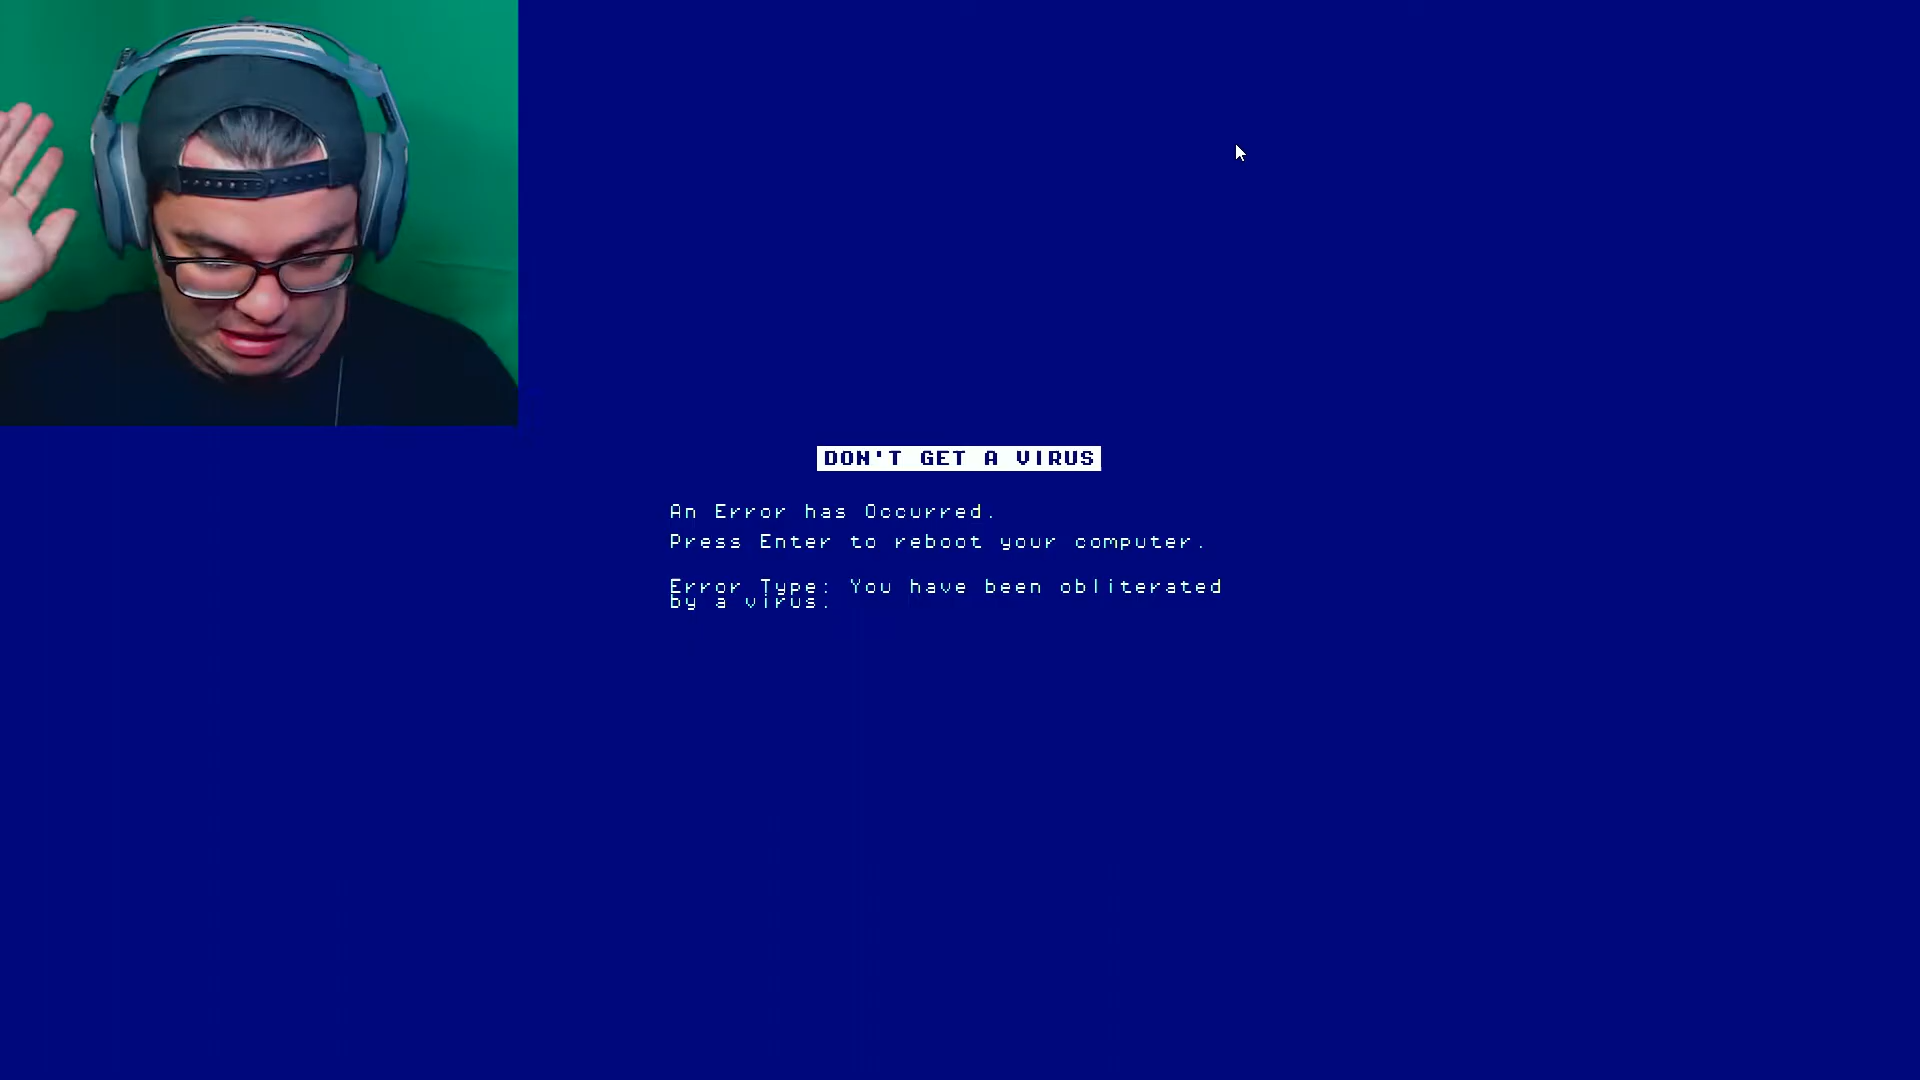 DON'T GET A VIRUS
An Error has Occurred.
Press Enter to reboot your computer.
Error Type: You have been obliterated
by a virus.